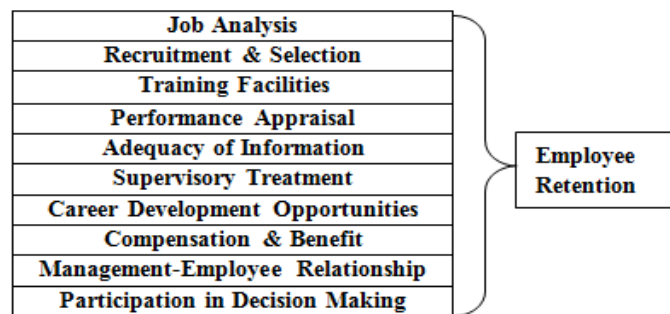 Job Analysis
Recruitment & Selection
Training Facilities
Performance Appraisal
Adequacy of Information
Supervisory Treatment
Career Development Opportunities
Compensation & Benefit
Management-Employee Relationship
Participation in Decision Making
Employee
Retention